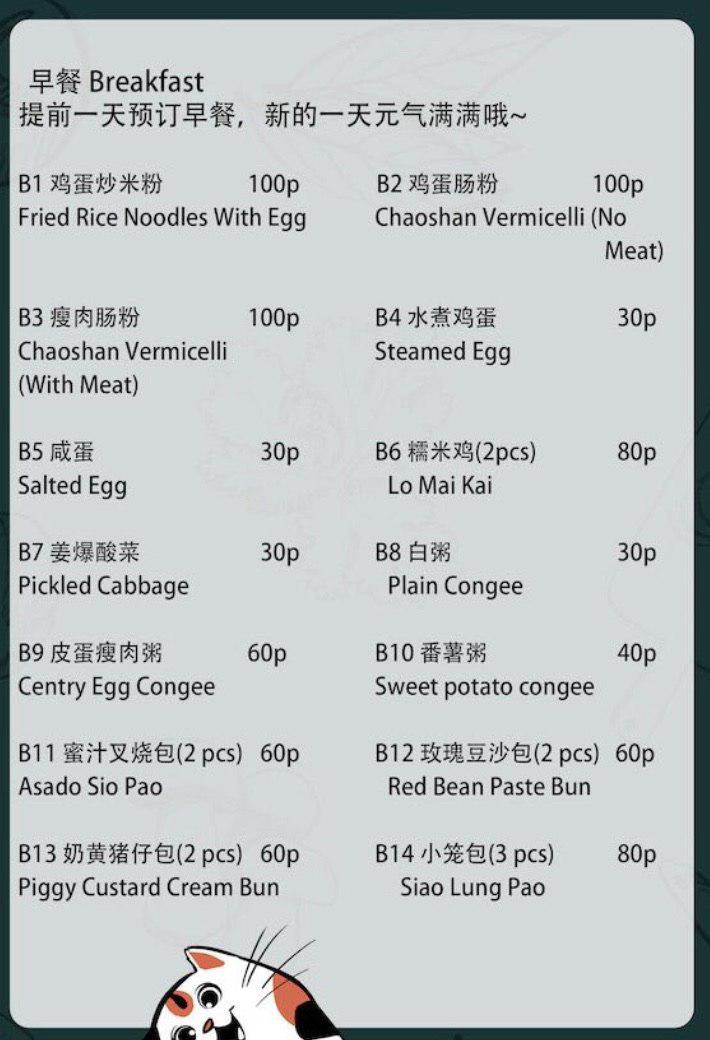 早餐 Breakfast
提前一天预订早餐，新的一天元气满满哦~
B1 鸡蛋炒米粉 100p
Fried Rice Noodles With Egg
B2 鸡蛋肠粉 100p
Chaoshan Vermicelli (No
Meat)
B3 瘦肉肠粉 100p
Chaoshan Vermicelli
(With Meat)
B4 水煮鸡蛋 30p
Steamed Egg
B5 咸蛋 30p
Salted Egg
B6 糯米鸡(2pcs) 80p
Lo Mai Kai
B7 姜爆酸菜 30p
Pickled Cabbage
B8 白粥 30p
Plain Congee
B9 皮蛋瘦肉粥 60p
Centry Egg Congee
B10 番薯粥 40p
Sweet potato congee
B11 蜜汁叉烧包(2 pcs) 60p
Asado Sio Pao
B12 玫瑰豆沙包(2 pcs) 60p
Red Bean Paste Bun
B13 奶黄猪仔包(2 pcs) 60p
Piggy Custard Cream Bun
B14 小笼包(3 pcs) 80p
Siao Lung Pao